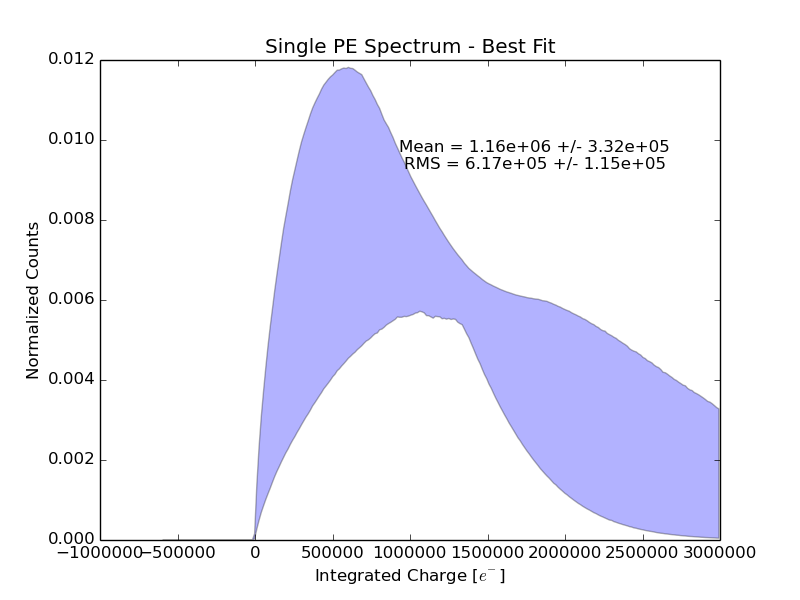 Single PE Spectrum - Best Fit
0.012
0.010
0.008
0.006
0.004
0.002
0.000
Normalized Counts
Mean = 1.16e+06 +/- 3.32e+05
RMS = 6.17e+05 +/- 1.15e+05
−1000000 −500000 0 500000 1000000 1500000 2000000 2500000 3000000
Integrated Charge [e⁻]